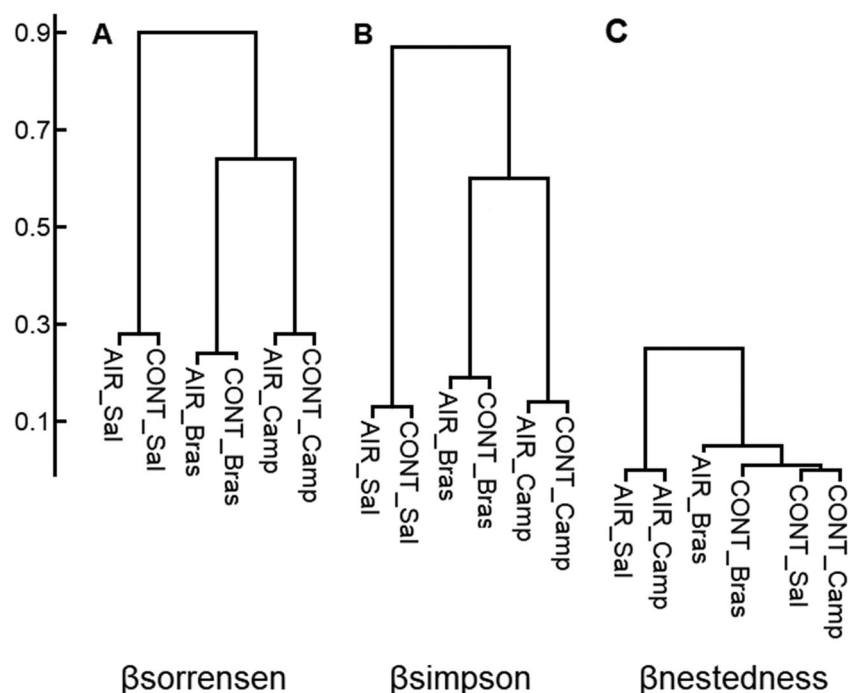 A
B
C
0.9
0.7
0.5
0.3
0.1
AIR_Sal
CONT_Sal
AIR_Bras
CONT_Bras
AIR_Camp
CONT_Camp
AIR_Sal
CONT_Sal
AIR_Bras
CONT_Bras
AIR_Camp
CONT_Camp
AIR_Sal
AIR_Camp
AIR_Bras
CONT_Bras
CONT_Sal
CONT_Camp
βsorrensen
βsimpson
βnestedness